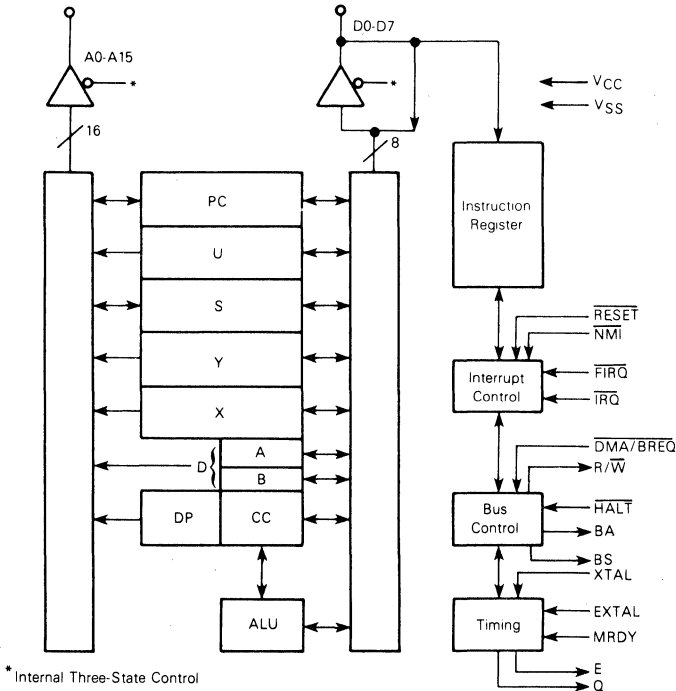 A0-A15
D0-D7
*
*
VCC
VSS
16
8
PC
U
S
Y
X
D{
A
B
DP
CC
ALU
Instruction
Register
RESET
NMI
Interrupt
Control
FIRQ
IRQ
DMA/BREQ
R/W
Bus
Control
HALT
BA
BS
XTAL
Timing
EXTAL
MRDY
E
Q
*Internal Three-State Control